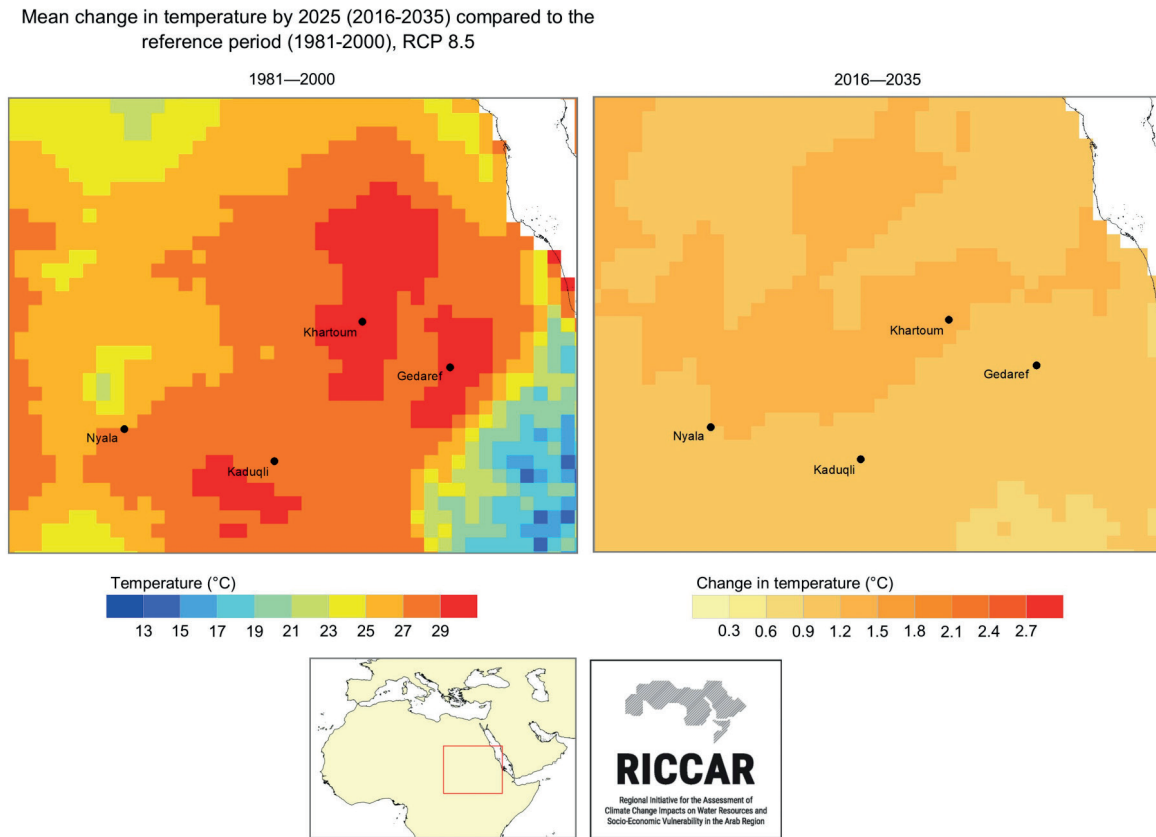 Mean change in temperature by 2025 (2016-2035) compared to the
reference period (1981-2000), RCP 8.5
1981—2000
2016—2035
Khartoum
Gedaref
Nyala
Kaduqli
Khartoum
Gedaref
Nyala
Kaduqli
Temperature (°C)
13 15 17 19 21 23 25 27 29
Change in temperature (°C)
0.3 0.6 0.9 1.2 1.5 1.8 2.1 2.4 2.7
RICCAR
Regional Initiative for the Assessment of
Climate Change Impacts on Water Resources and
Socio-Economic Vulnerability in the Arab Region